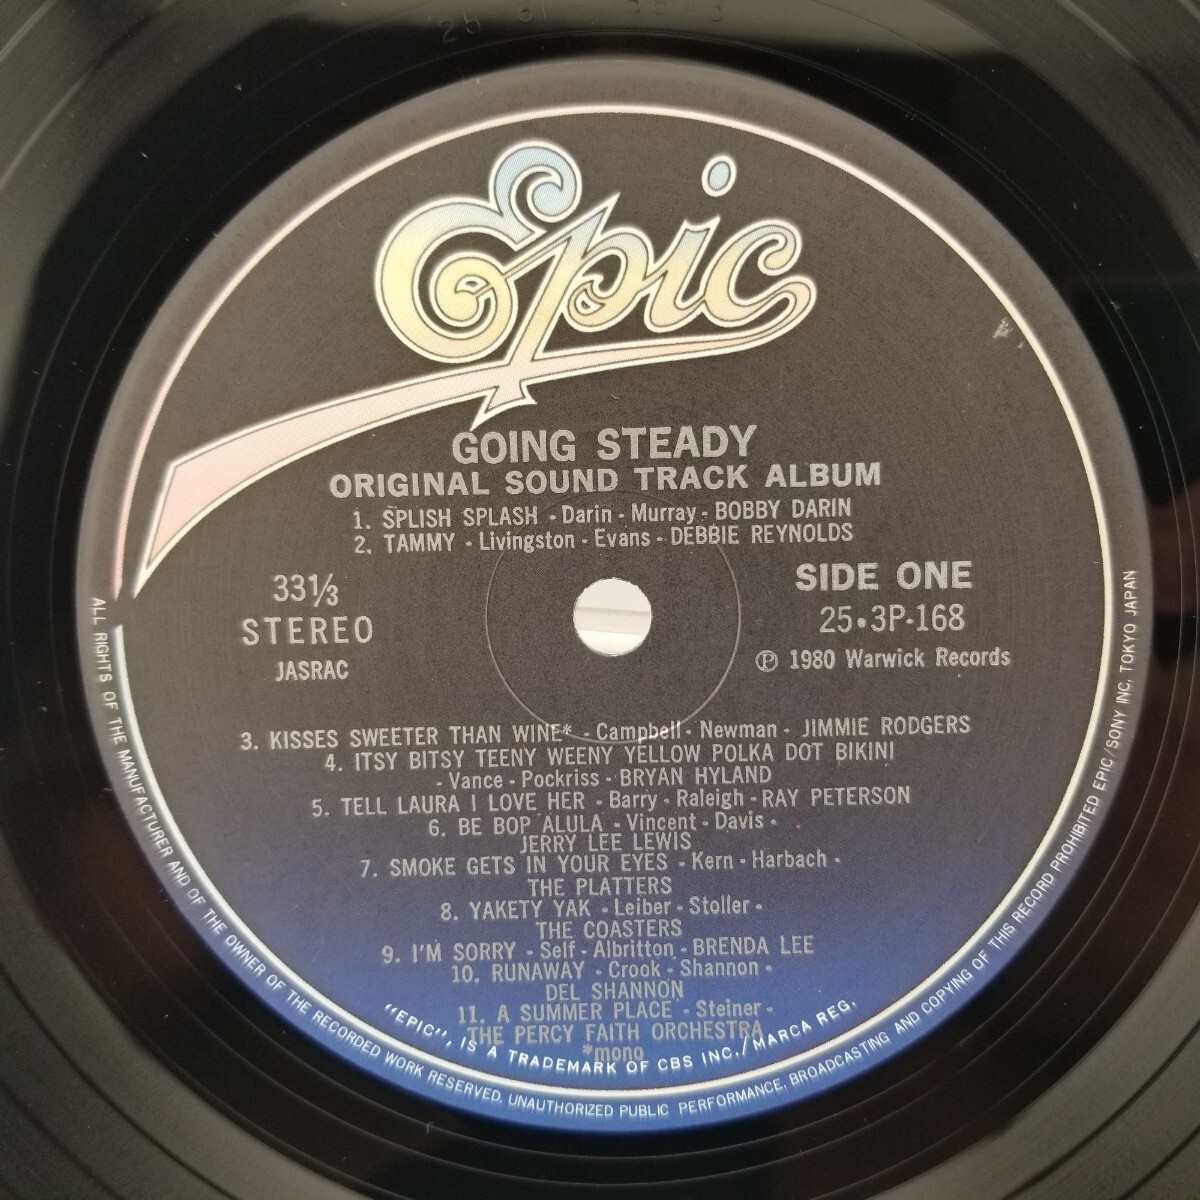 Epic
GOING STEADY
ORIGINAL SOUND TRACK ALBUM
1. SPLISH SPLASH - Darin - Murray - BOBBY DARIN
2. TAMMY - Livingston - Evans - DEBBIE REYNOLDS
33⅓
STEREO
JASRAC
SIDE ONE
25•3P-168
℗ 1980 Warwick Records
3. KISSES SWEETER THAN WINE* - Campbell - Newman - JIMMIE RODGERS
4. ITSY BITSY TEENY WEENY YELLOW POLKA DOT BIKINI
- Vance - Pockriss - BRYAN HYLAND
5. TELL LAURA I LOVE HER - Barry - Raleigh - RAY PETERSON
6. BE BOP ALULA - Vincent - Davis -
JERRY LEE LEWIS
7. SMOKE GETS IN YOUR EYES - Kern - Harbach -
THE PLATTERS
8. YAKETY YAK - Leiber - Stoller -
THE COASTERS
9. I'M SORRY - Self - Albritton - BRENDA LEE
10. RUNAWAY - Crook - Shannon -
DEL SHANNON
11. A SUMMER PLACE - Steiner -
THE PERCY FAITH ORCHESTRA
*mono
"EPIC", IS A TRADEMARK OF CBS INC./MARCA REG.
ALL RIGHTS OF THE MANUFACTURER AND OF THE OWNER OF THE RECORDED WORK RESERVED. UNAUTHORIZED PUBLIC PERFORMANCE, BROADCASTING AND COPYING OF THIS RECORD PROHIBITED EPIC/SONY INC. TOKYO JAPAN